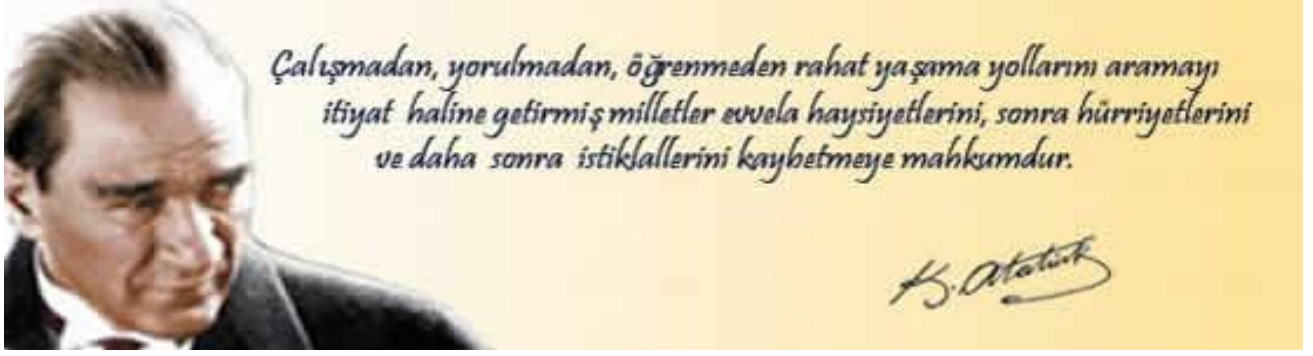 Çalışmadan, yorulmadan, öğrenmeden rahat yaşama yollarını aramayı
itiyat haline getirmiş milletler evvela haysiyetlerini, sonra hürriyetlerini
ve daha sonra istiklallerini kaybetmeye mahkumdur.
K. Atatürk